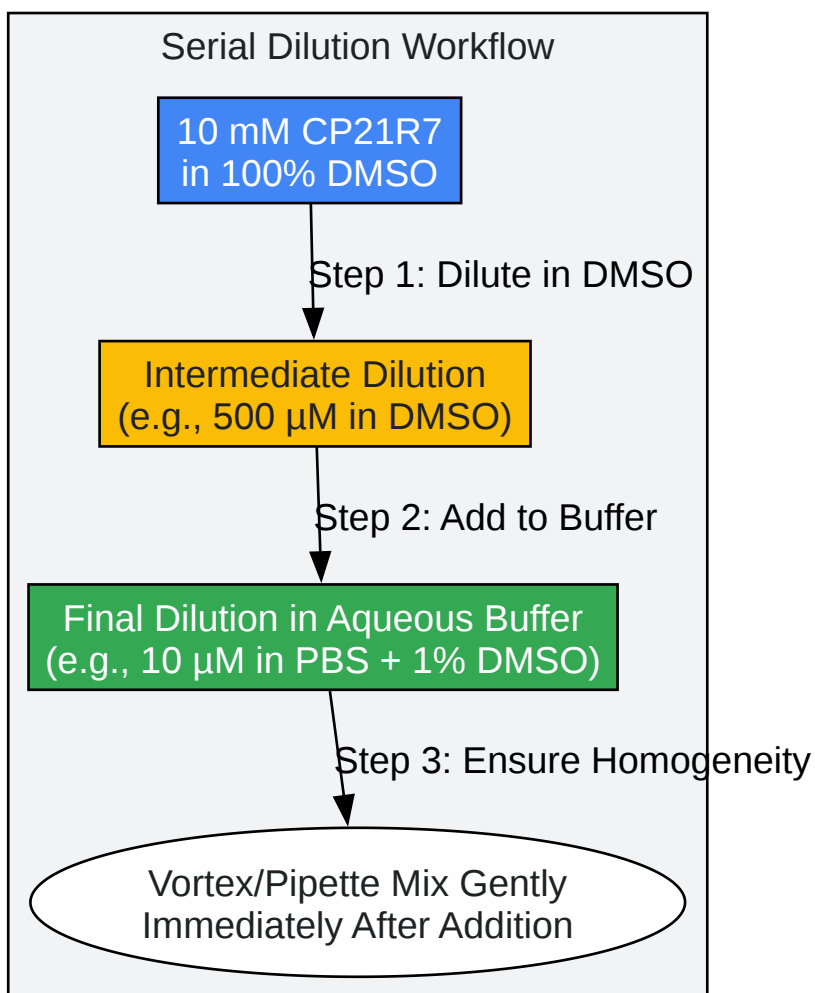 Serial Dilution Workflow
10 mM CP21R7
in 100% DMSO
Step 1: Dilute in DMSO
Intermediate Dilution
(e.g., 500 µM in DMSO)
Step 2: Add to Buffer
Final Dilution in Aqueous Buffer
(e.g., 10 µM in PBS + 1% DMSO)
Step 3: Ensure Homogeneity
Vortex/Pipette Mix Gently
Immediately After Addition